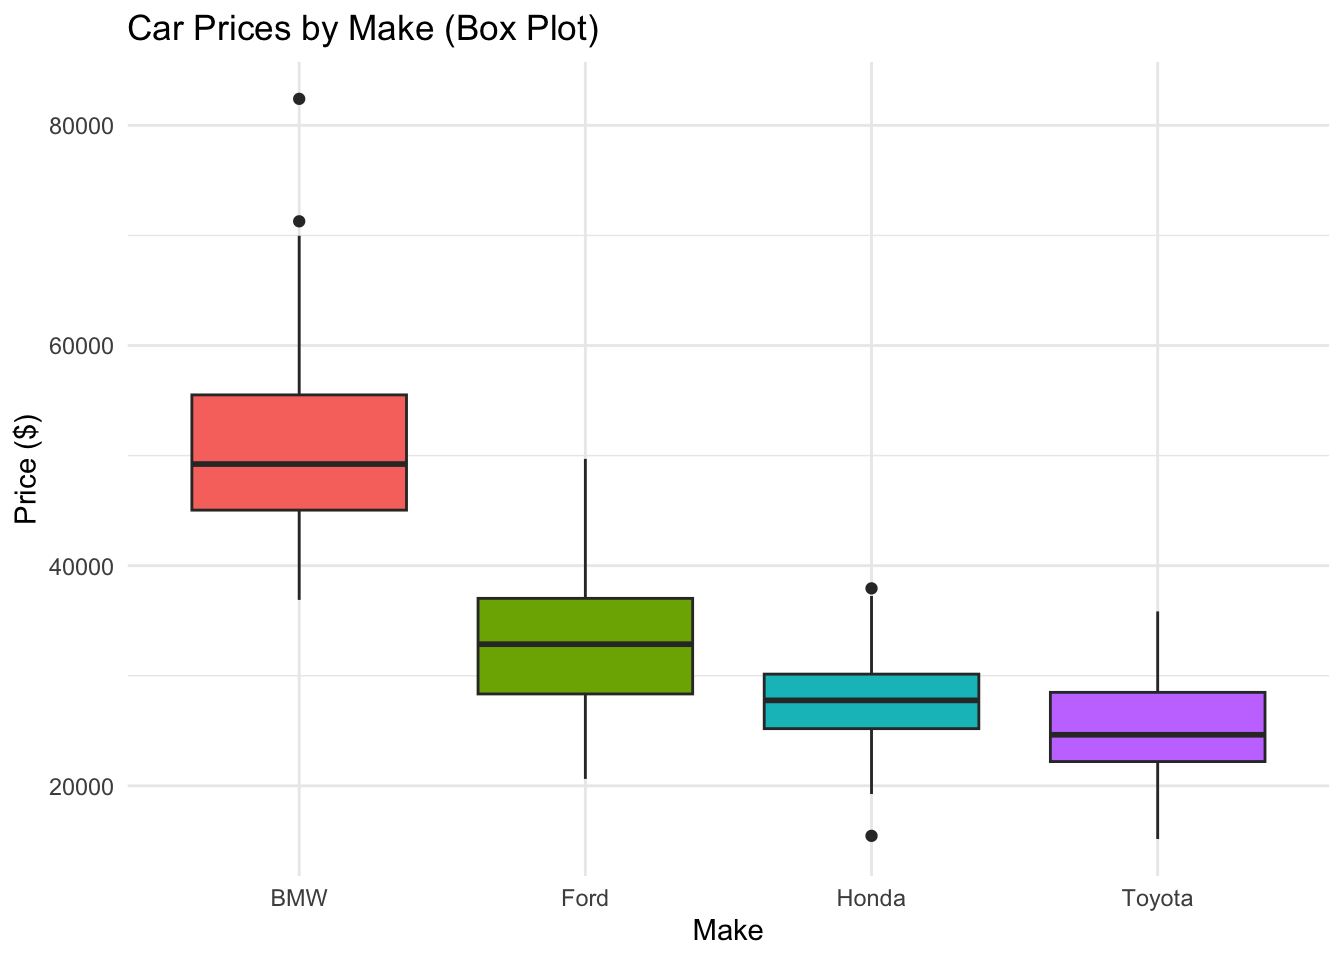 Car Prices by Make (Box Plot)
80000
60000
40000
20000
Price ($)
BMW Ford Honda Toyota
Make